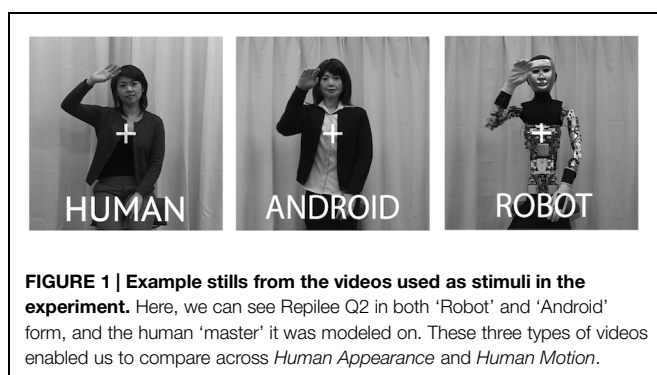 HUMAN
ANDROID
ROBOT
FIGURE 1 | Example stills from the videos used as stimuli in the
experiment. Here, we can see Repilee Q2 in both ‘Robot’ and ‘Android’
form, and the human ‘master’ it was modeled on. These three types of videos
enabled us to compare across Human Appearance and Human Motion.